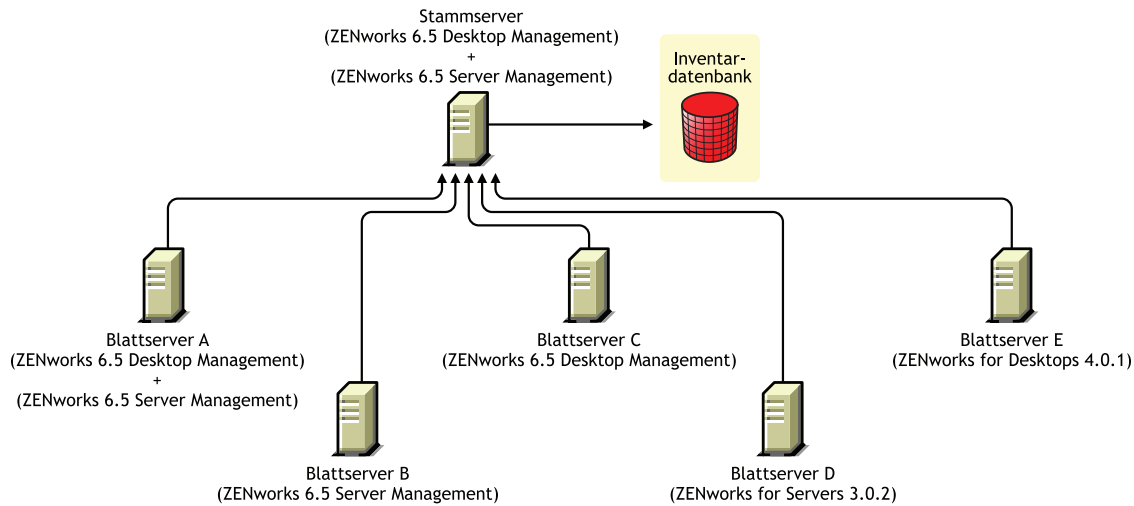 Stammserver
(ZENworks 6.5 Desktop Management)
+
(ZENworks 6.5 Server Management)
Inventar-
datenbank
Blattserver A
(ZENworks 6.5 Desktop Management)
+
(ZENworks 6.5 Server Management)
Blattserver B
(ZENworks 6.5 Server Management)
Blattserver C
(ZENworks 6.5 Desktop Management)
Blattserver D
(ZENworks for Servers 3.0.2)
Blattserver E
(ZENworks for Desktops 4.0.1)